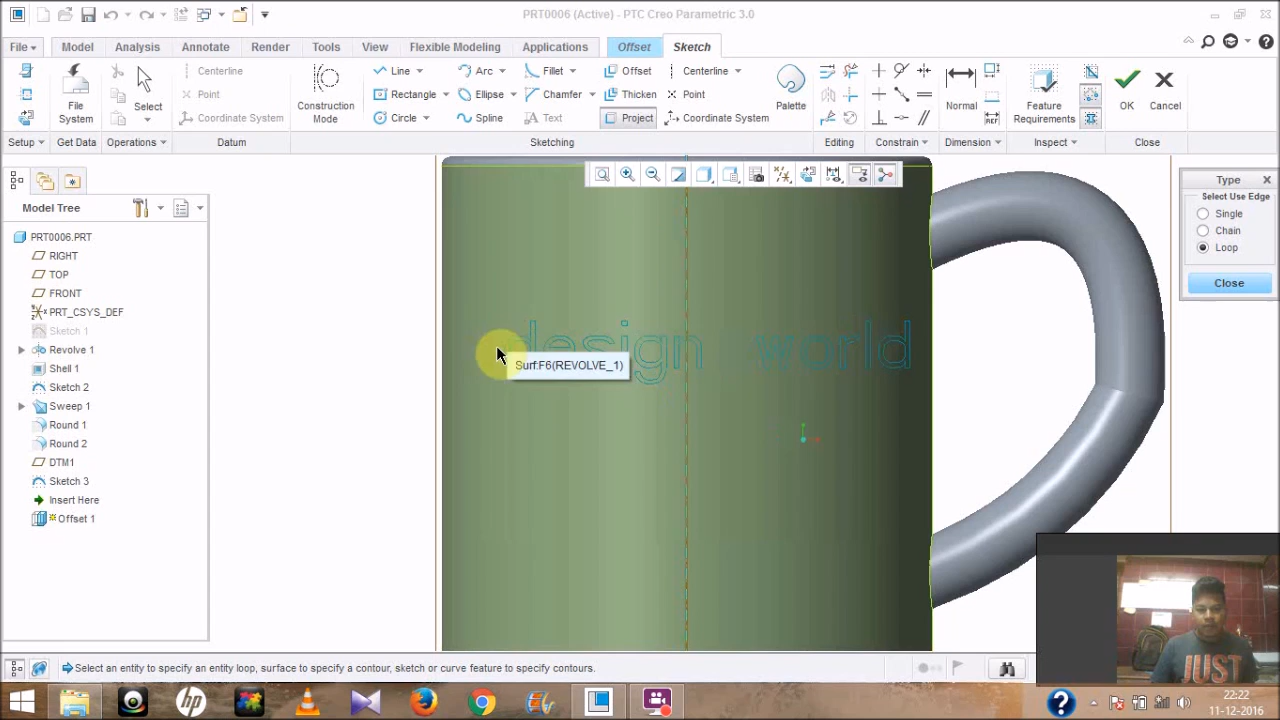 PRT0006 (Active) - PTC Creo Parametric 3.0
File Model Analysis Annotate Render Tools View Flexible Modeling Applications Offset Sketch
Setup
File System
Get Data
Select
Operations
Centerline
Point
Coordinate System
Datum
Construction Mode
Line Arc Fillet Offset Centerline
Rectangle Ellipse Chamfer Thicken Point
Circle Spline Text Project Coordinate System
Palette
Sketching
Editing
Constrain
Normal
Dimension
Feature Requirements
Inspect
OK
Cancel
Close
Model Tree
PRT0006.PRT
RIGHT
TOP
FRONT
PRT_CSYS_DEF
Sketch 1
Revolve 1
Shell 1
Sketch 2
Sweep 1
Round 1
Round 2
DTM1
Sketch 3
Insert Here
Offset 1
design world
Surf:F6(REVOLVE_1)
Type
Select Use Edge
Single
Chain
Loop
Close
JUST
Select an entity to specify an entity loop, surface to specify a contour, sketch or curve feature to specify contours.
22:22
11-12-2016